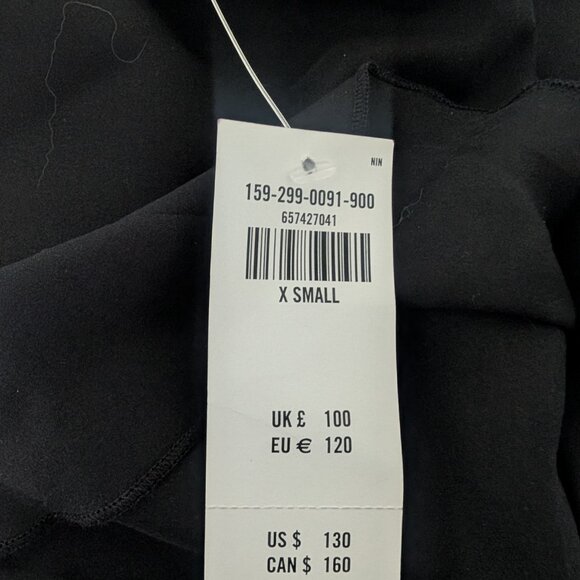 NIN
159-299-0091-900
657427041
X SMALL
UK £ 100
EU € 120
US $ 130
CAN $ 160